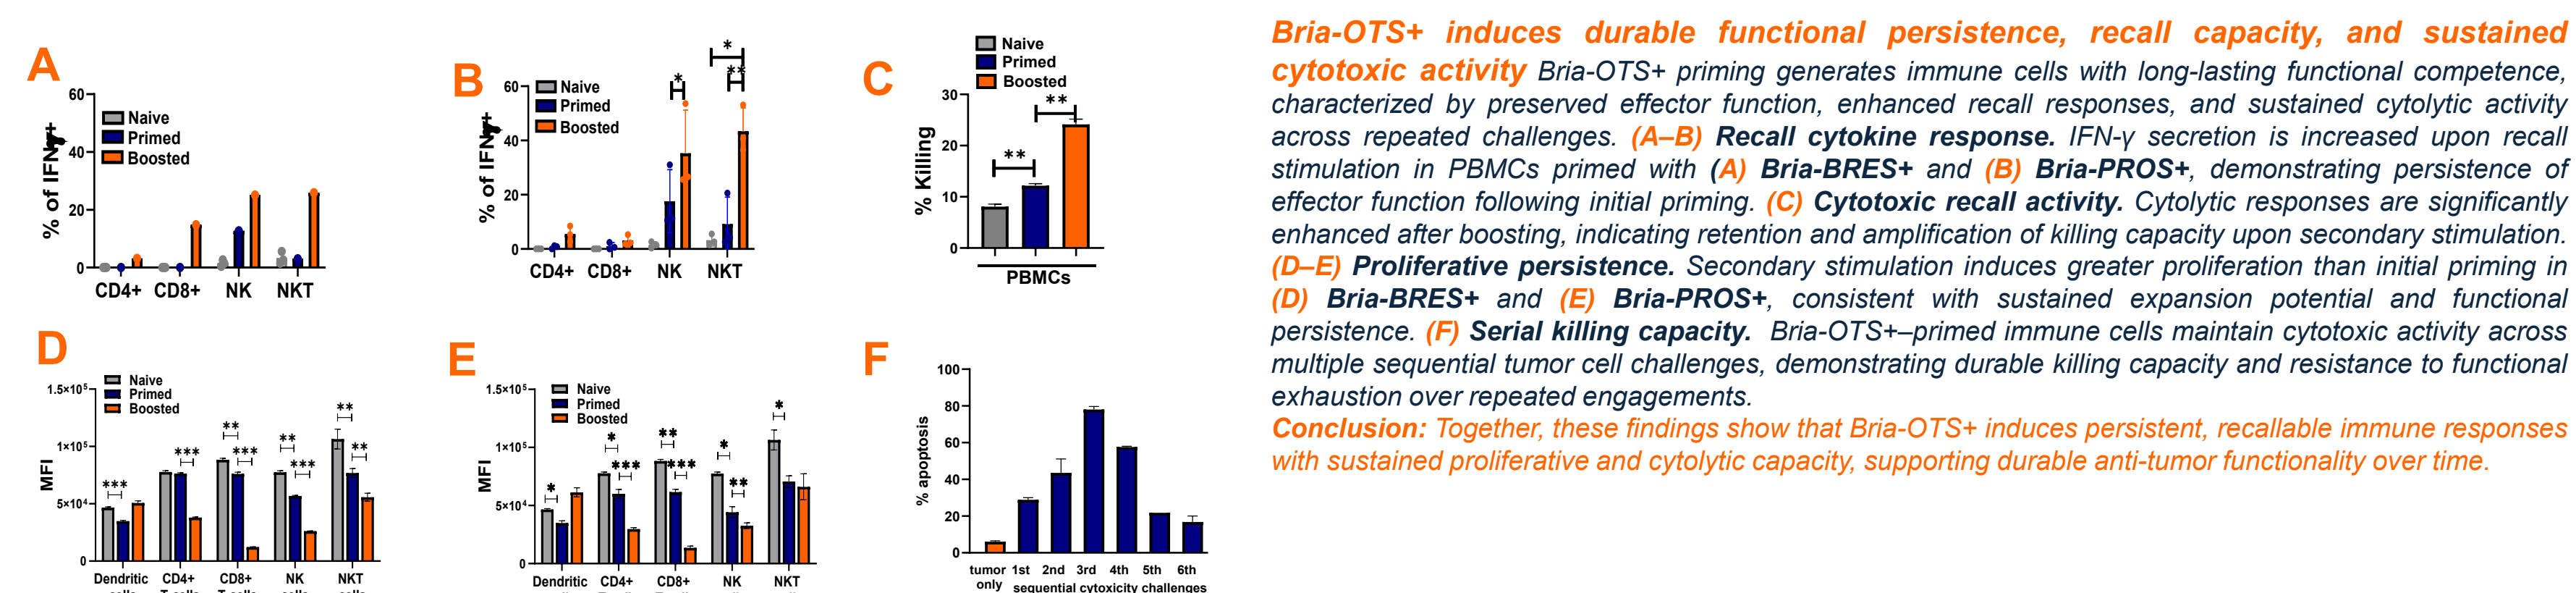 A
60
40
20
0
% of IFNγ+
Naive
Primed
Boosted
CD4+ CD8+ NK NKT
B
60
40
20
0
% of IFNγ+
Naive
Primed
Boosted
*
**
*
CD4+ CD8+ NK NKT
C
Naive
Primed
Boosted
30
20
10
0
% Killing
**
**
PBMCs
D
Naive
Primed
Boosted
1.5×10⁵
1×10⁵
5×10⁴
0
MFI
*** *** ** *** ** *** ** **
Dendritic CD4+ CD8+ NK NKT
cells T cells T cells cells cells
E
Naive
Primed
Boosted
1.5×10⁵
1×10⁵
5×10⁴
0
MFI
* * *** ** *** * ** *
Dendritic CD4+ CD8+ NK NKT
F
100
80
60
40
20
0
% apoptosis
tumor 1st 2nd 3rd 4th 5th 6th
only sequential cytoxicity challenges
Bria-OTS+ induces durable functional persistence, recall capacity, and sustained
cytotoxic activity Bria-OTS+ priming generates immune cells with long-lasting functional competence,
characterized by preserved effector function, enhanced recall responses, and sustained cytolytic activity
across repeated challenges. (A–B) Recall cytokine response. IFN-γ secretion is increased upon recall
stimulation in PBMCs primed with (A) Bria-BRES+ and (B) Bria-PROS+, demonstrating persistence of
effector function following initial priming. (C) Cytotoxic recall activity. Cytolytic responses are significantly
enhanced after boosting, indicating retention and amplification of killing capacity upon secondary stimulation.
(D–E) Proliferative persistence. Secondary stimulation induces greater proliferation than initial priming in
(D) Bria-BRES+ and (E) Bria-PROS+, consistent with sustained expansion potential and functional
persistence. (F) Serial killing capacity. Bria-OTS+–primed immune cells maintain cytotoxic activity across
multiple sequential tumor cell challenges, demonstrating durable killing capacity and resistance to functional
exhaustion over repeated engagements.
Conclusion: Together, these findings show that Bria-OTS+ induces persistent, recallable immune responses
with sustained proliferative and cytolytic capacity, supporting durable anti-tumor functionality over time.